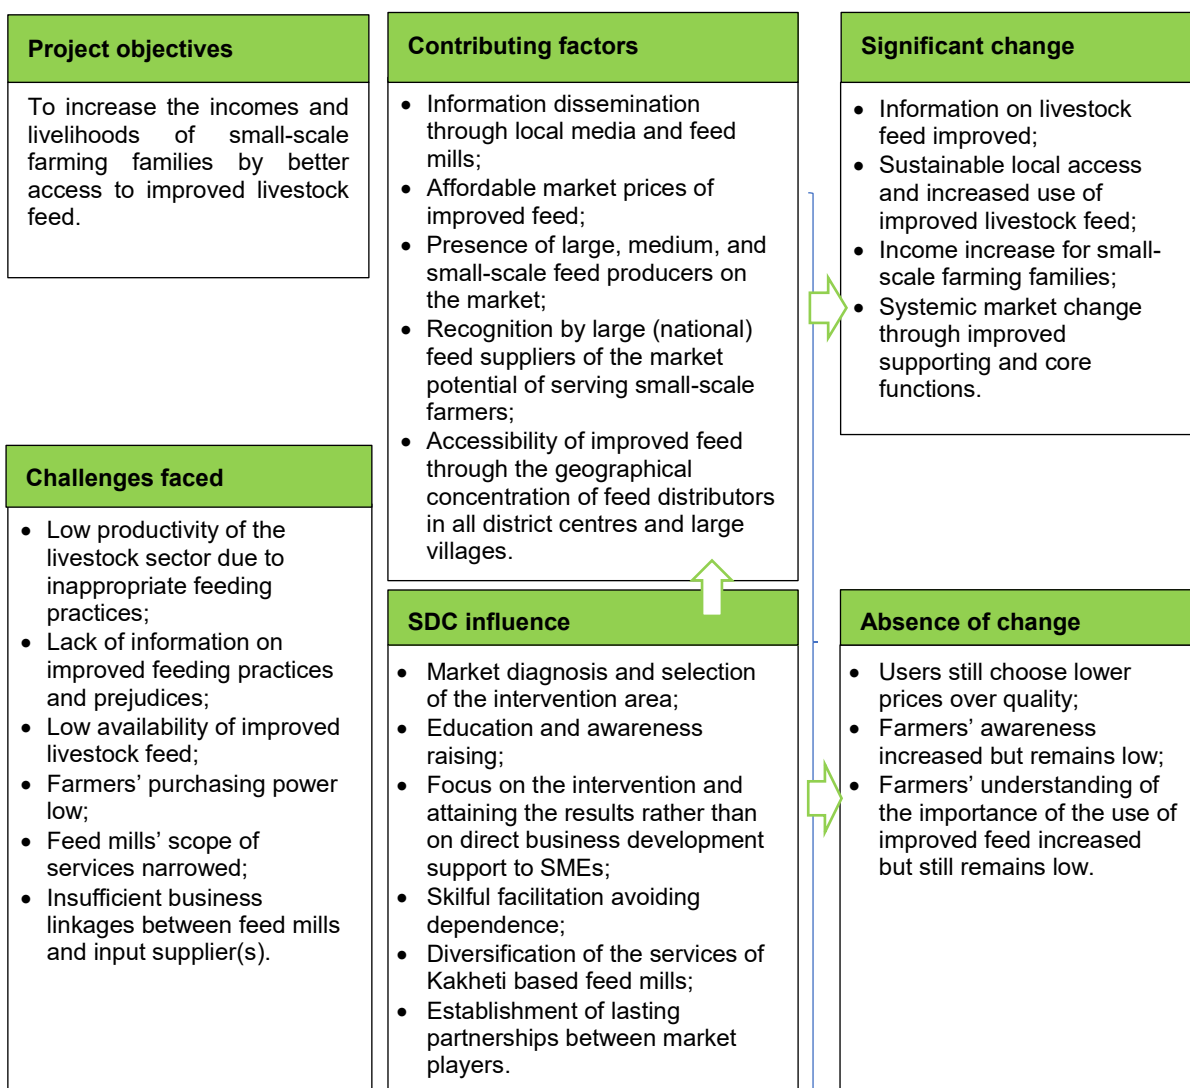 Project objectives
To increase the incomes and
livelihoods of small-scale
farming families by better
access to improved livestock
feed.
Challenges faced
• Low productivity of the
livestock sector due to
inappropriate feeding
practices;
• Lack of information on
improved feeding practices
and prejudices;
• Low availability of improved
livestock feed;
• Farmers’ purchasing power
low;
• Feed mills’ scope of
services narrowed;
• Insufficient business
linkages between feed mills
and input supplier(s).
Contributing factors
• Information dissemination
through local media and feed
mills;
• Affordable market prices of
improved feed;
• Presence of large, medium, and
small-scale feed producers on
the market;
• Recognition by large (national)
feed suppliers of the market
potential of serving small-scale
farmers;
• Accessibility of improved feed
through the geographical
concentration of feed distributors
in all district centres and large
villages.
SDC influence
• Market diagnosis and selection
of the intervention area;
• Education and awareness
raising;
• Focus on the intervention and
attaining the results rather than
on direct business development
support to SMEs;
• Skilful facilitation avoiding
dependence;
• Diversification of the services of
Kakheti based feed mills;
• Establishment of lasting
partnerships between market
players.
Significant change
• Information on livestock
feed improved;
• Sustainable local access
and increased use of
improved livestock feed;
• Income increase for small-
scale farming families;
• Systemic market change
through improved
supporting and core
functions.
Absence of change
• Users still choose lower
prices over quality;
• Farmers’ awareness
increased but remains low;
• Farmers’ understanding of
the importance of the use of
improved feed increased
but still remains low.